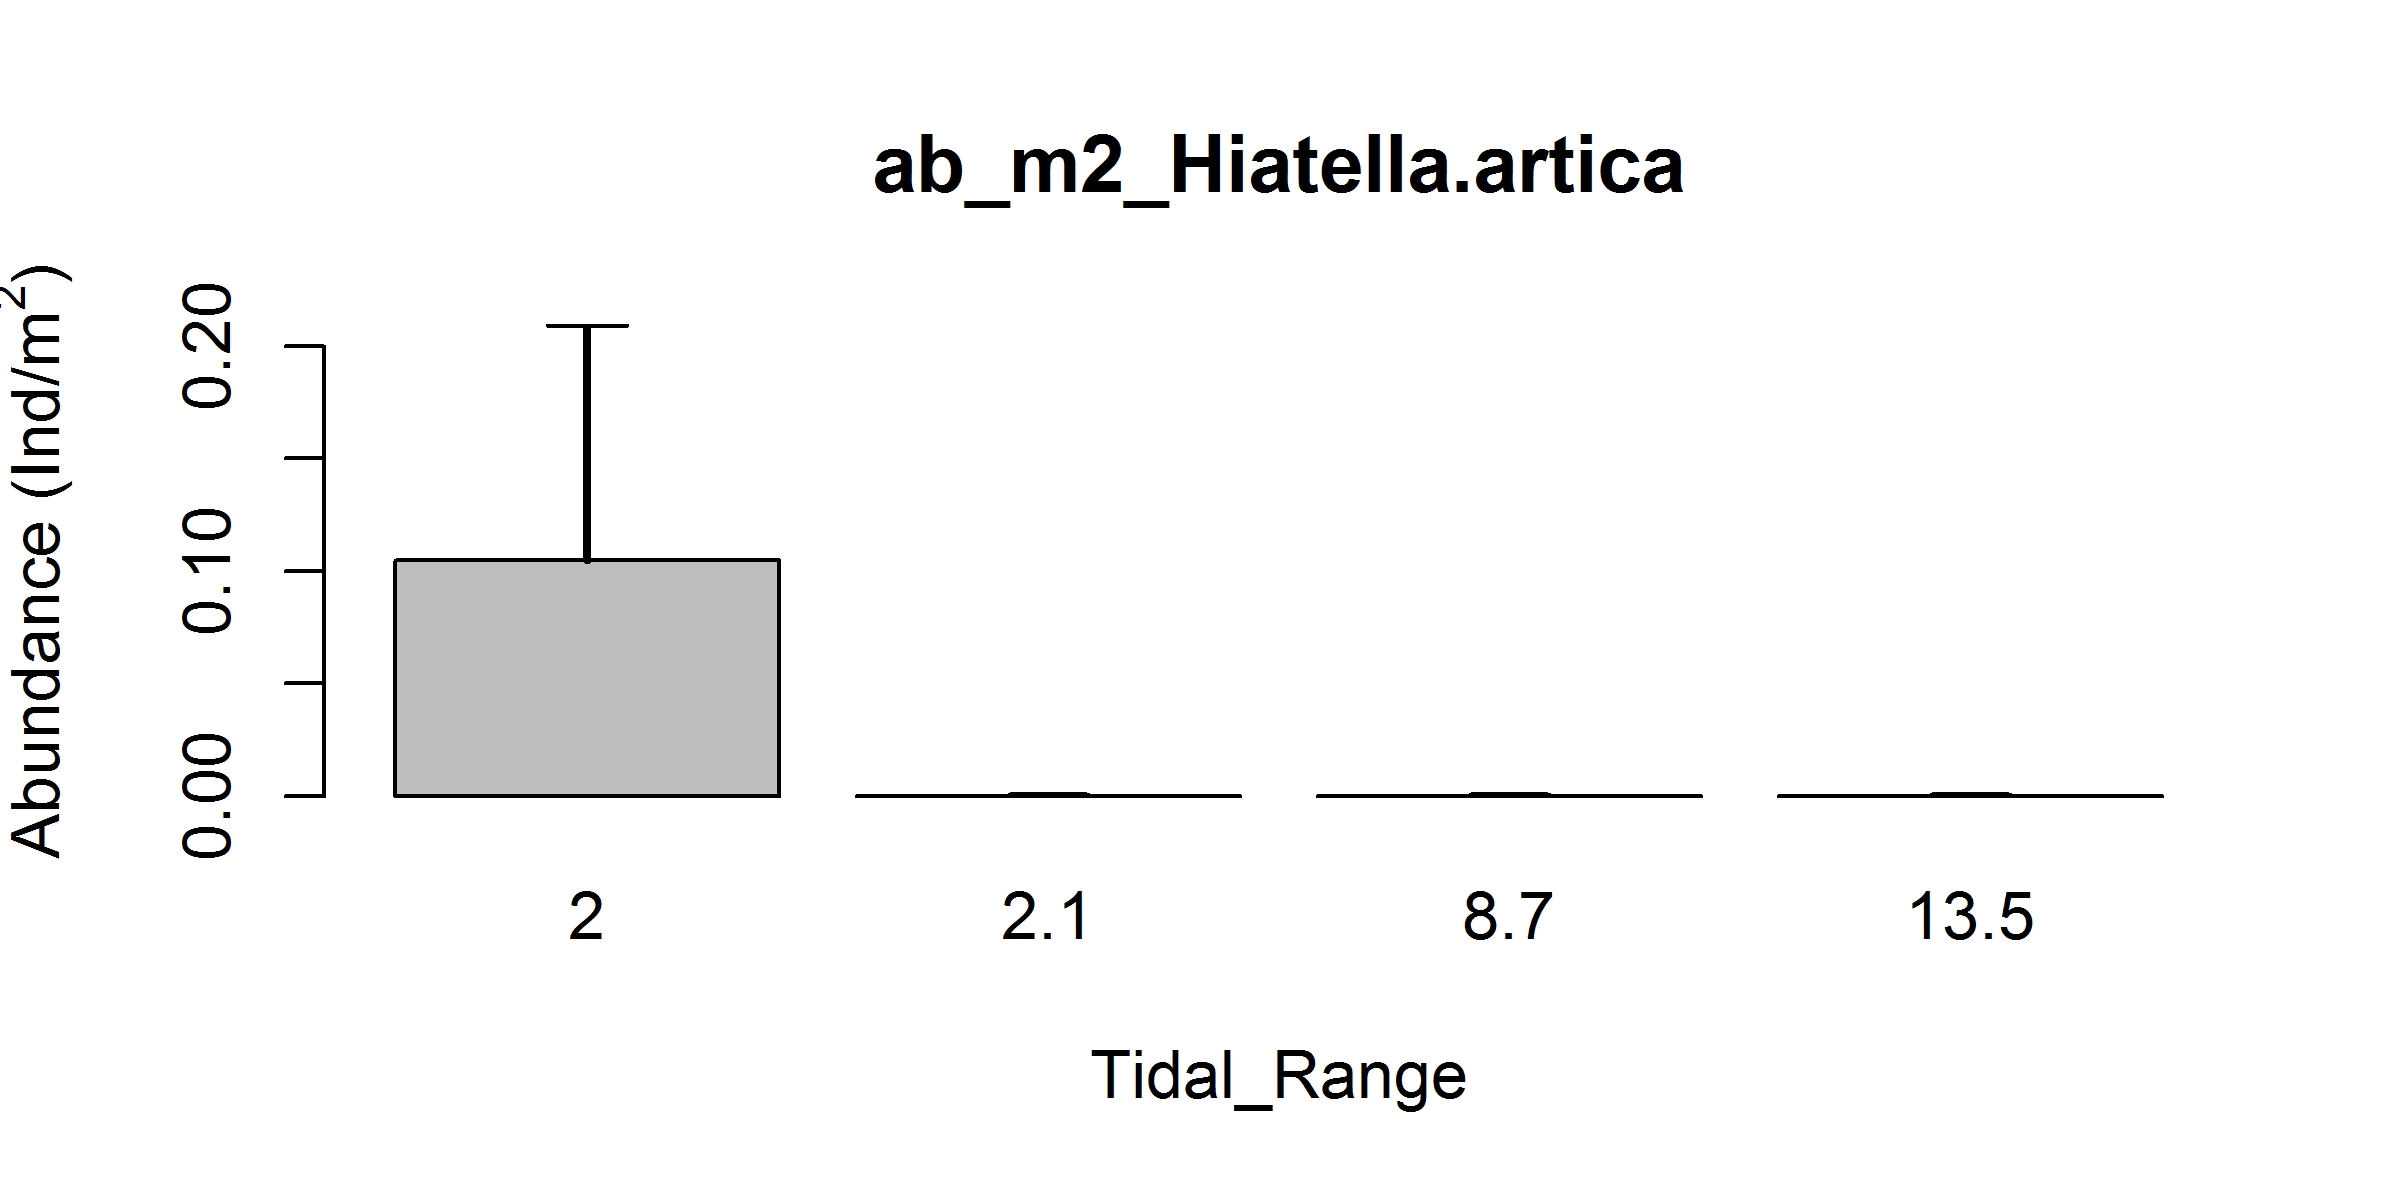 ab_m2_Hiatella.artica
Abundance (Ind/m²)
0.20
0.10
0.00
2 2.1 8.7 13.5
Tidal_Range